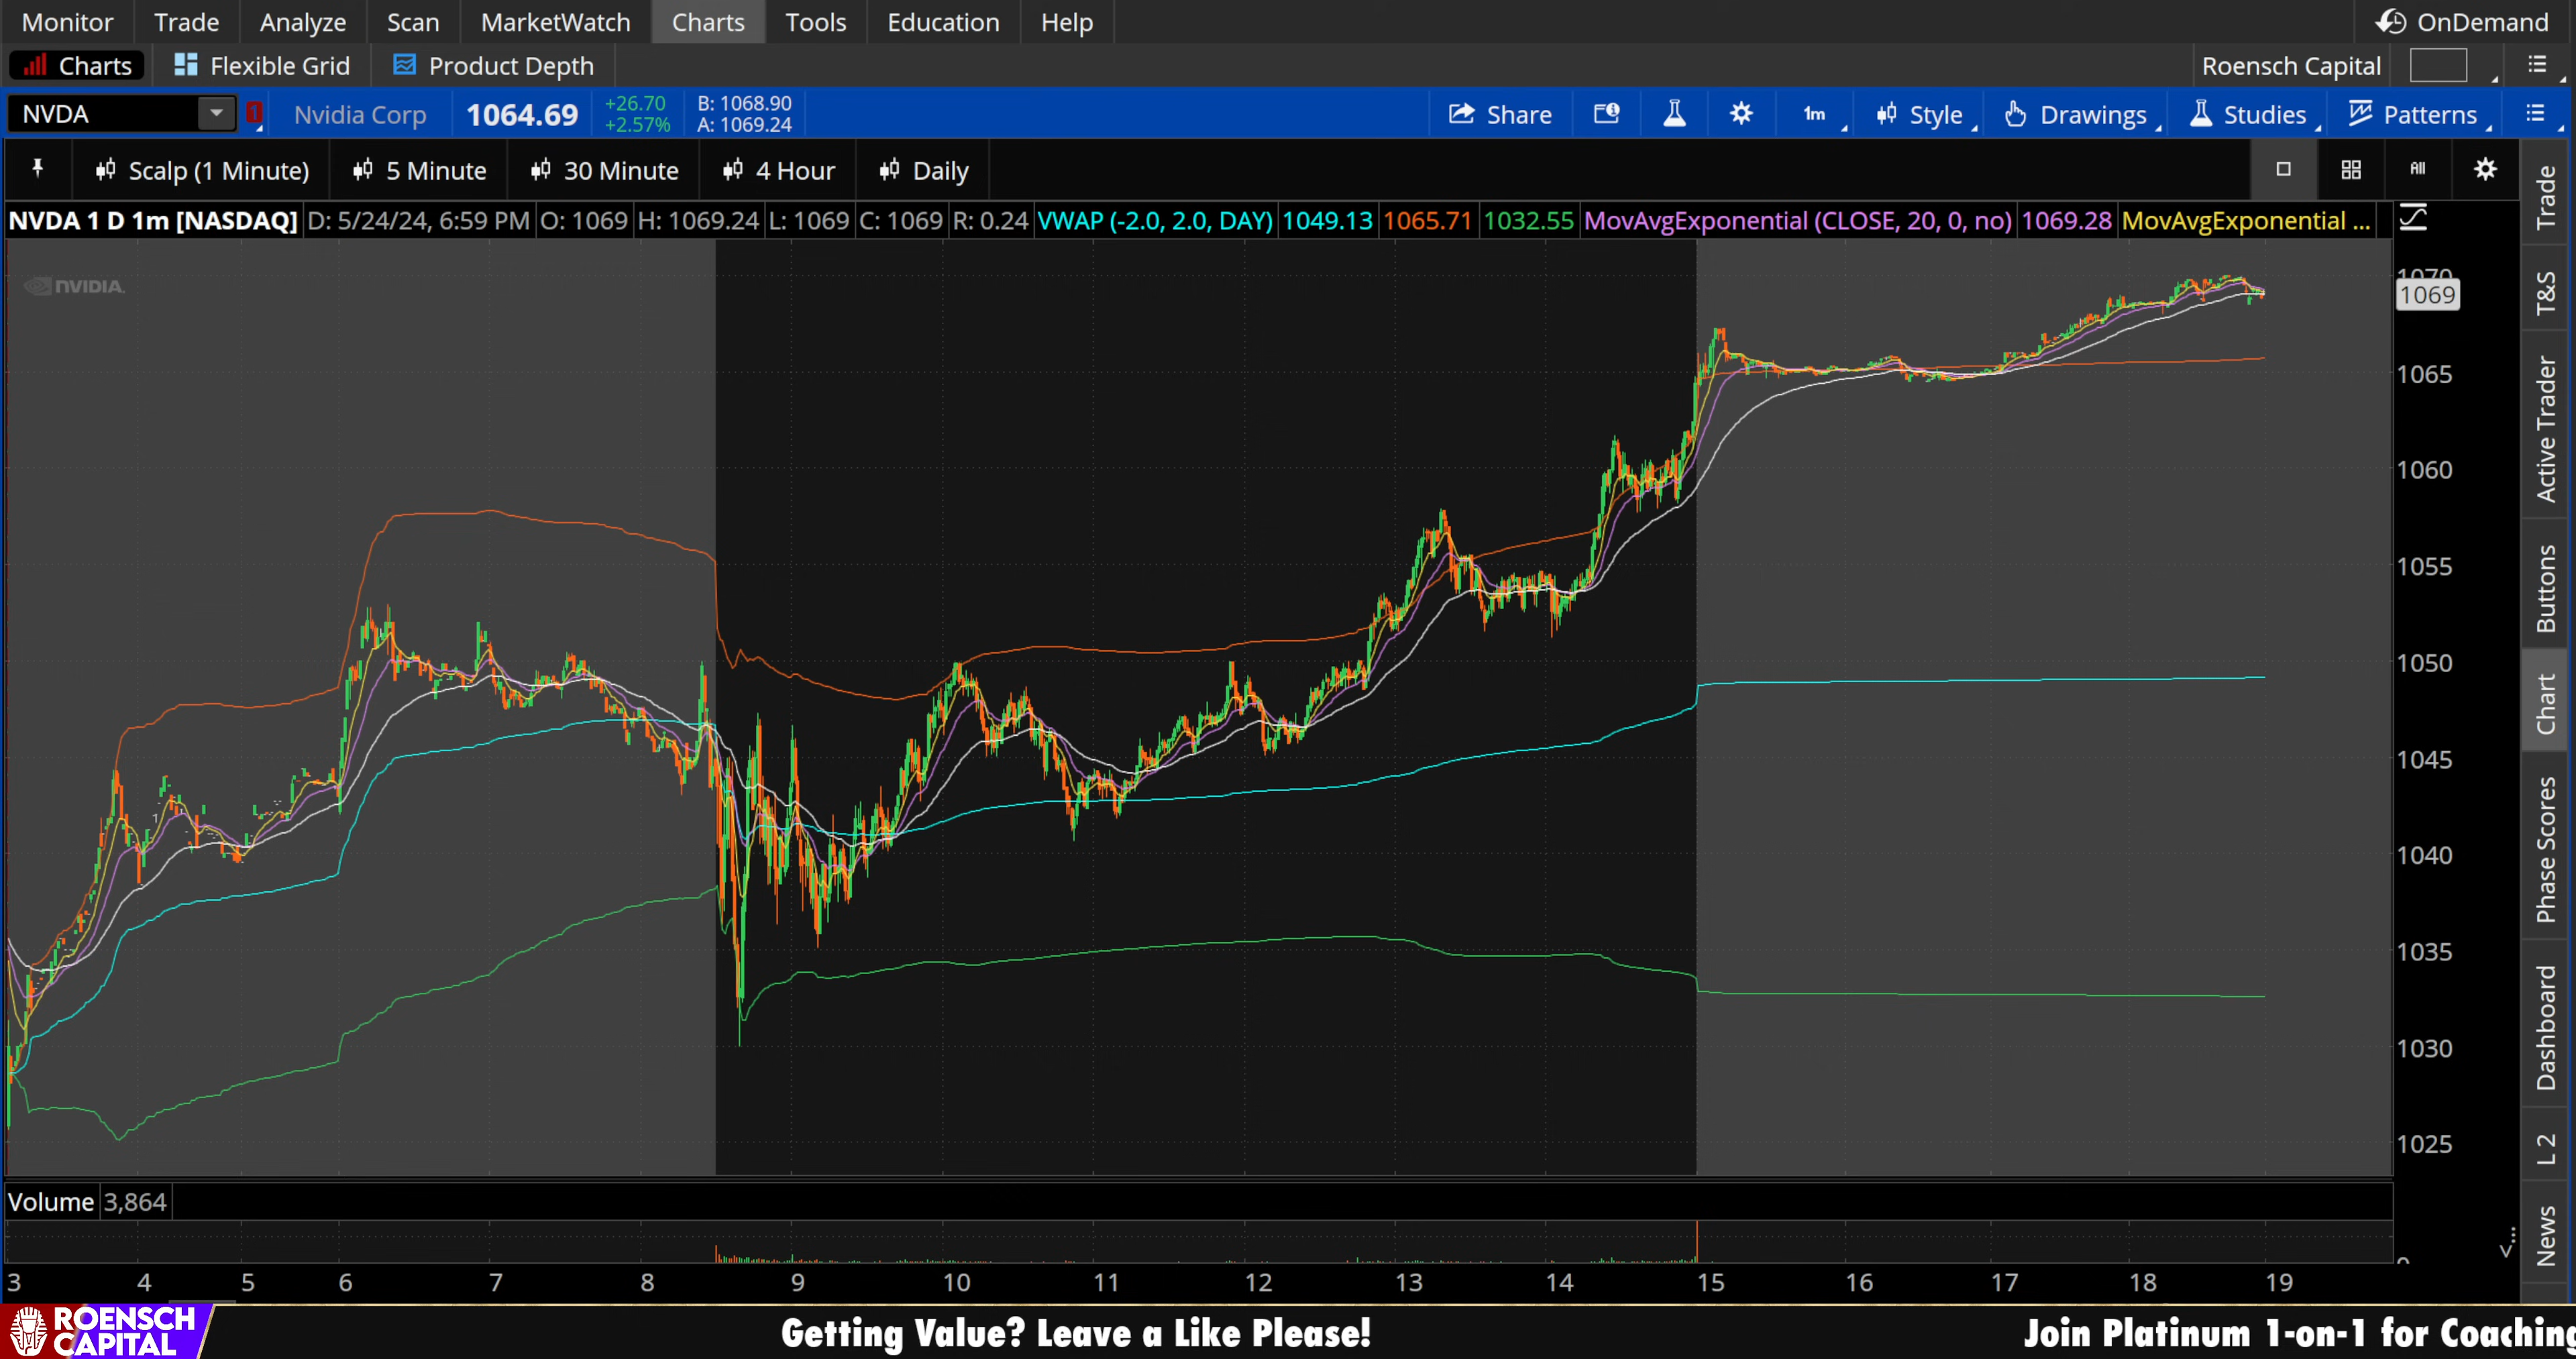 Monitor Trade Analyze Scan MarketWatch Charts Tools Education Help OnDemand
Charts Flexible Grid Product Depth Roensch Capital
NVDA 1 Nvidia Corp 1064.69 +26.70 B: 1068.90 Share 1m Style Drawings Studies Patterns
+2.57% A: 1069.24
Scalp (1 Minute) 5 Minute 30 Minute 4 Hour Daily All
NVDA 1 D 1m [NASDAQ] D: 5/24/24, 6:59 PM O: 1069 H: 1069.24 L: 1069 C: 1069 R: 0.24 VWAP (-2.0, 2.0, DAY) 1049.13 1065.71 1032.55 MovAvgExponential (CLOSE, 20, 0, no) 1069.28 MovAvgExponential ...
NVIDIA.
1070
1069
1065
1060
1055
1050
1045
1040
1035
1030
1025
Volume 3,864
0
3 4 5 6 7 8 9 10 11 12 13 14 15 16 17 18 19
Trade
T&S
Active Trader
Buttons
Chart
Phase Scores
Dashboard
L 2
News
ROENSCH
CAPITAL
Getting Value? Leave a Like Please!
Join Platinum 1-on-1 for Coaching